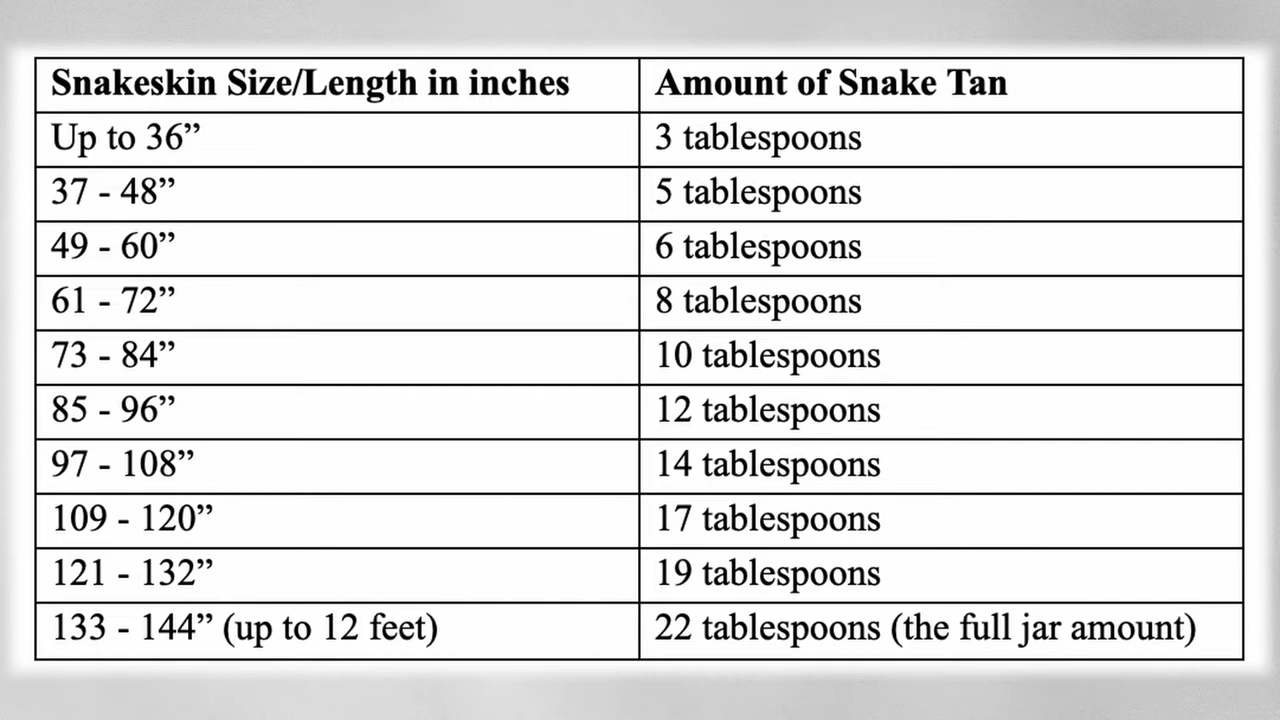 Snakeskin Size/Length in inches Amount of Snake Tan
Up to 36” 3 tablespoons
37 - 48” 5 tablespoons
49 - 60” 6 tablespoons
61 - 72” 8 tablespoons
73 - 84” 10 tablespoons
85 - 96” 12 tablespoons
97 - 108” 14 tablespoons
109 - 120” 17 tablespoons
121 - 132” 19 tablespoons
133 - 144” (up to 12 feet) 22 tablespoons (the full jar amount)